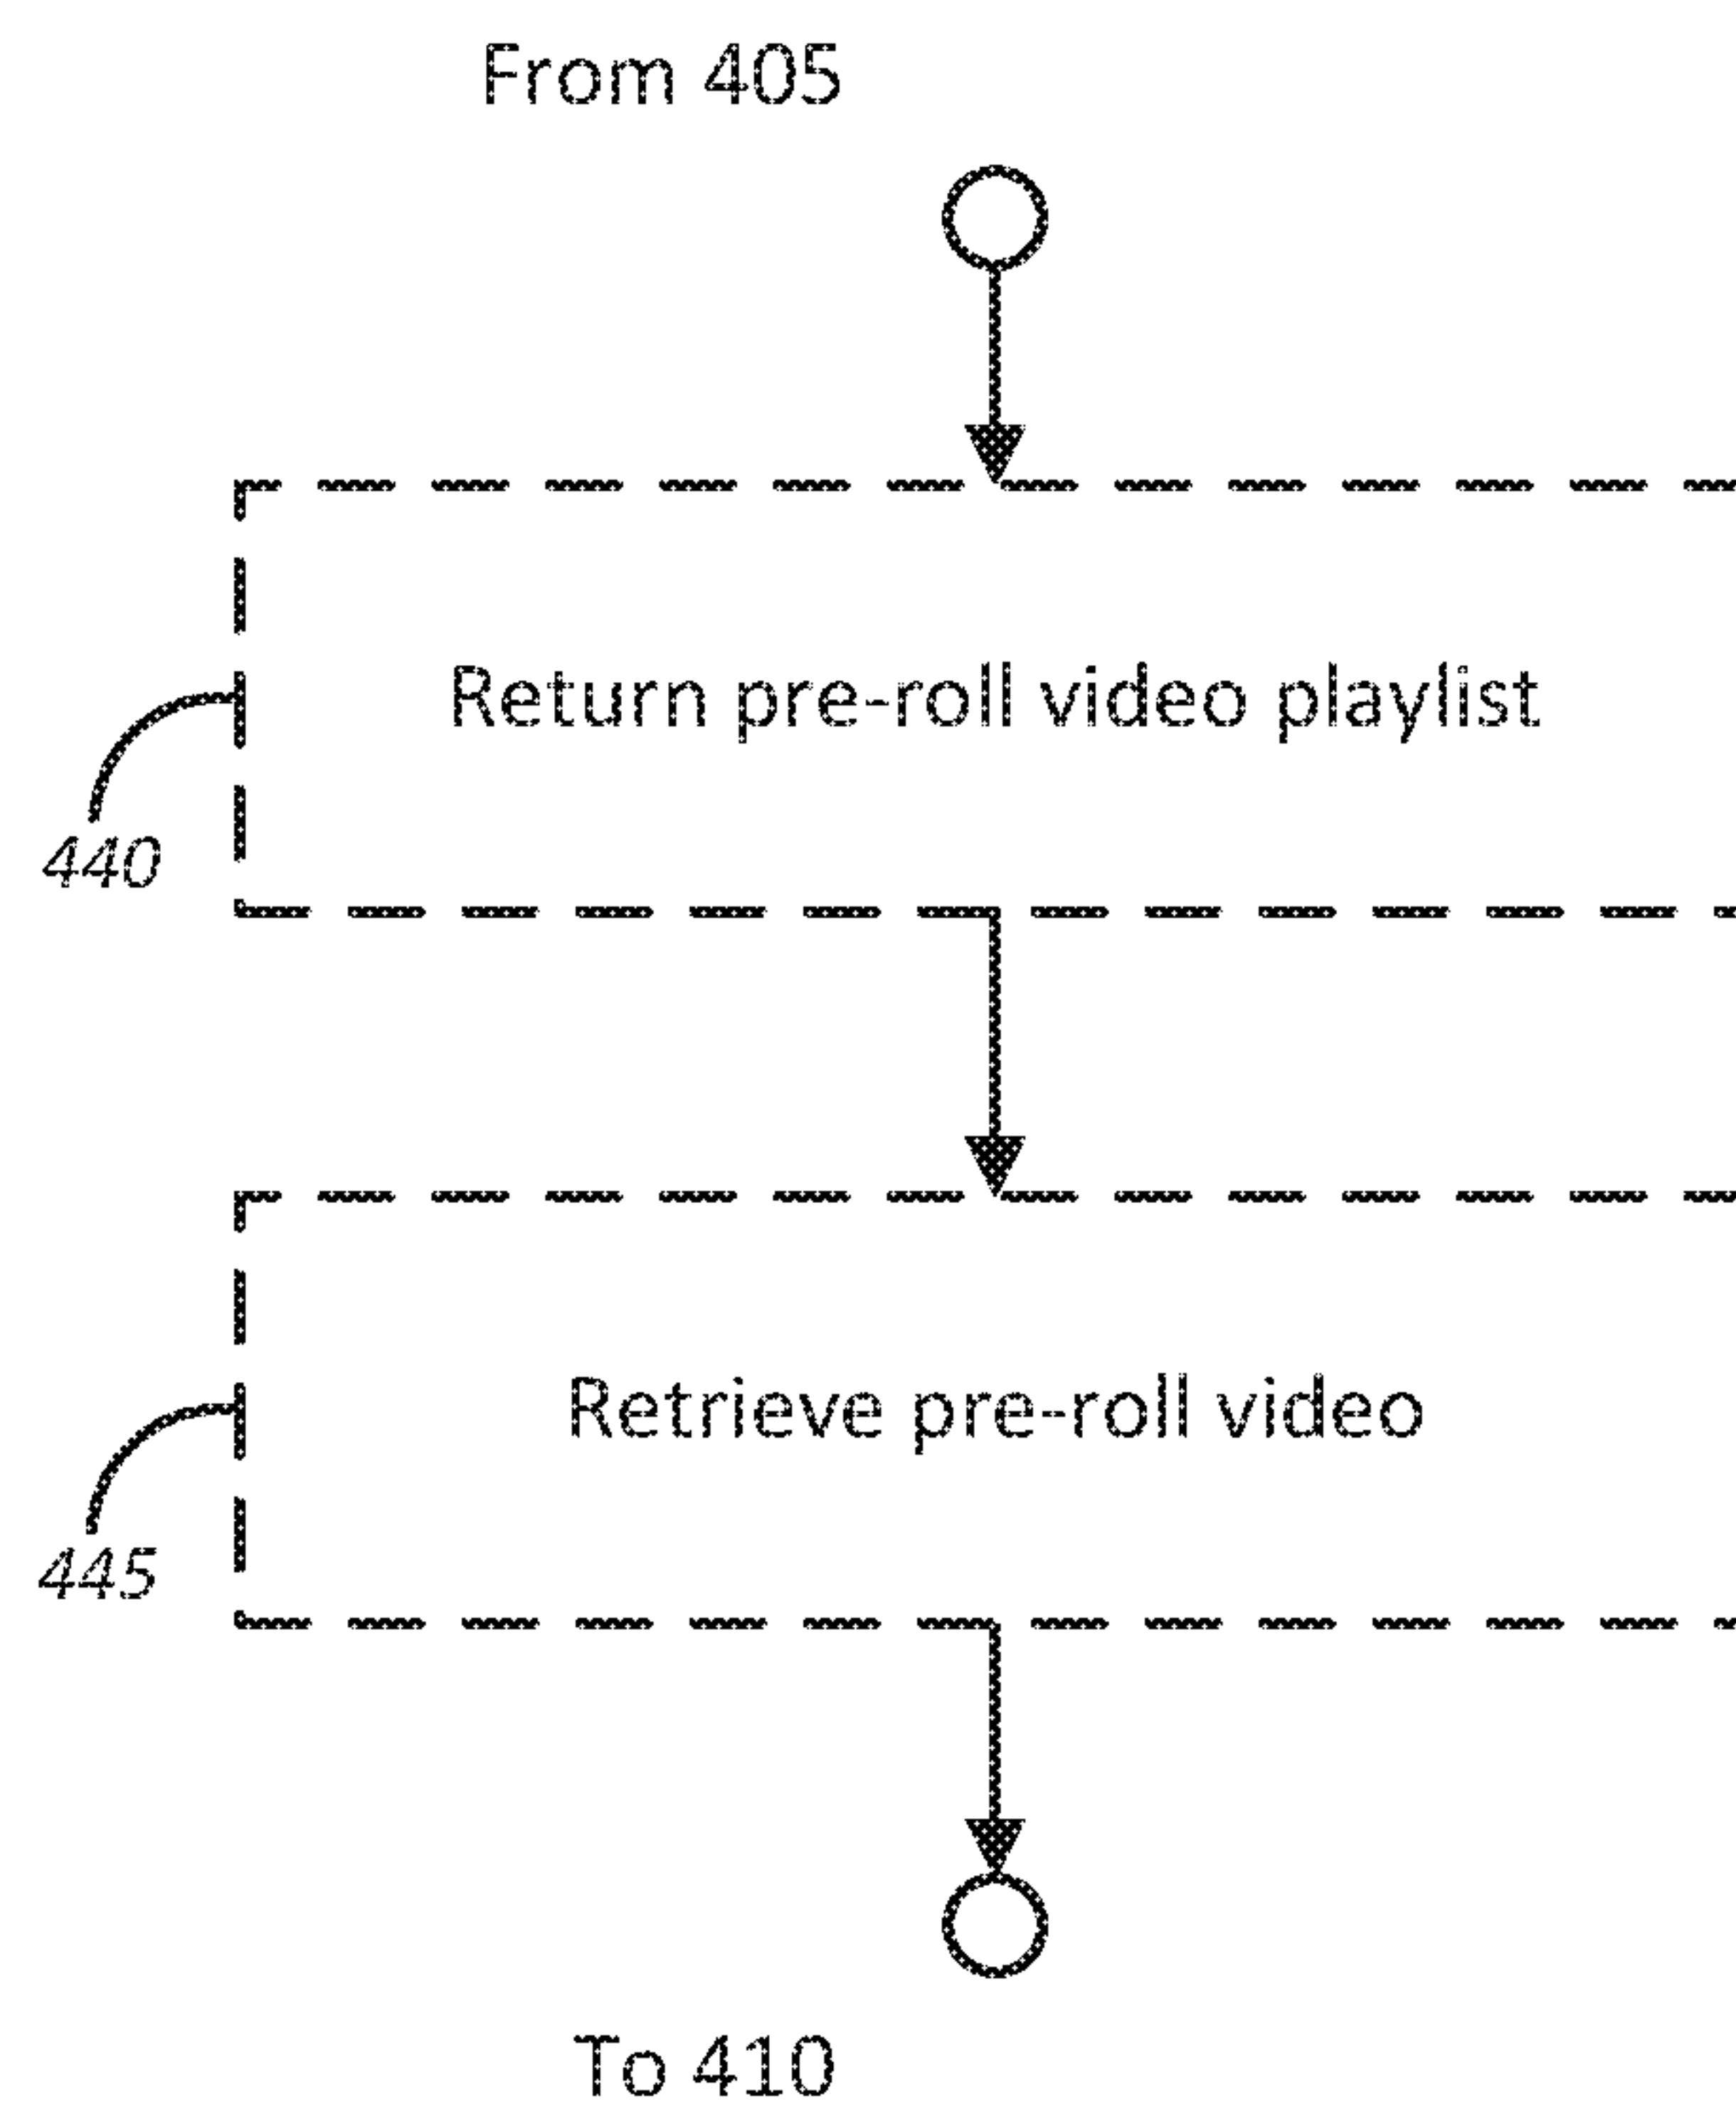 From 405
Return pre-roll video playlist
440
Retrieve pre-roll video
445
To 410